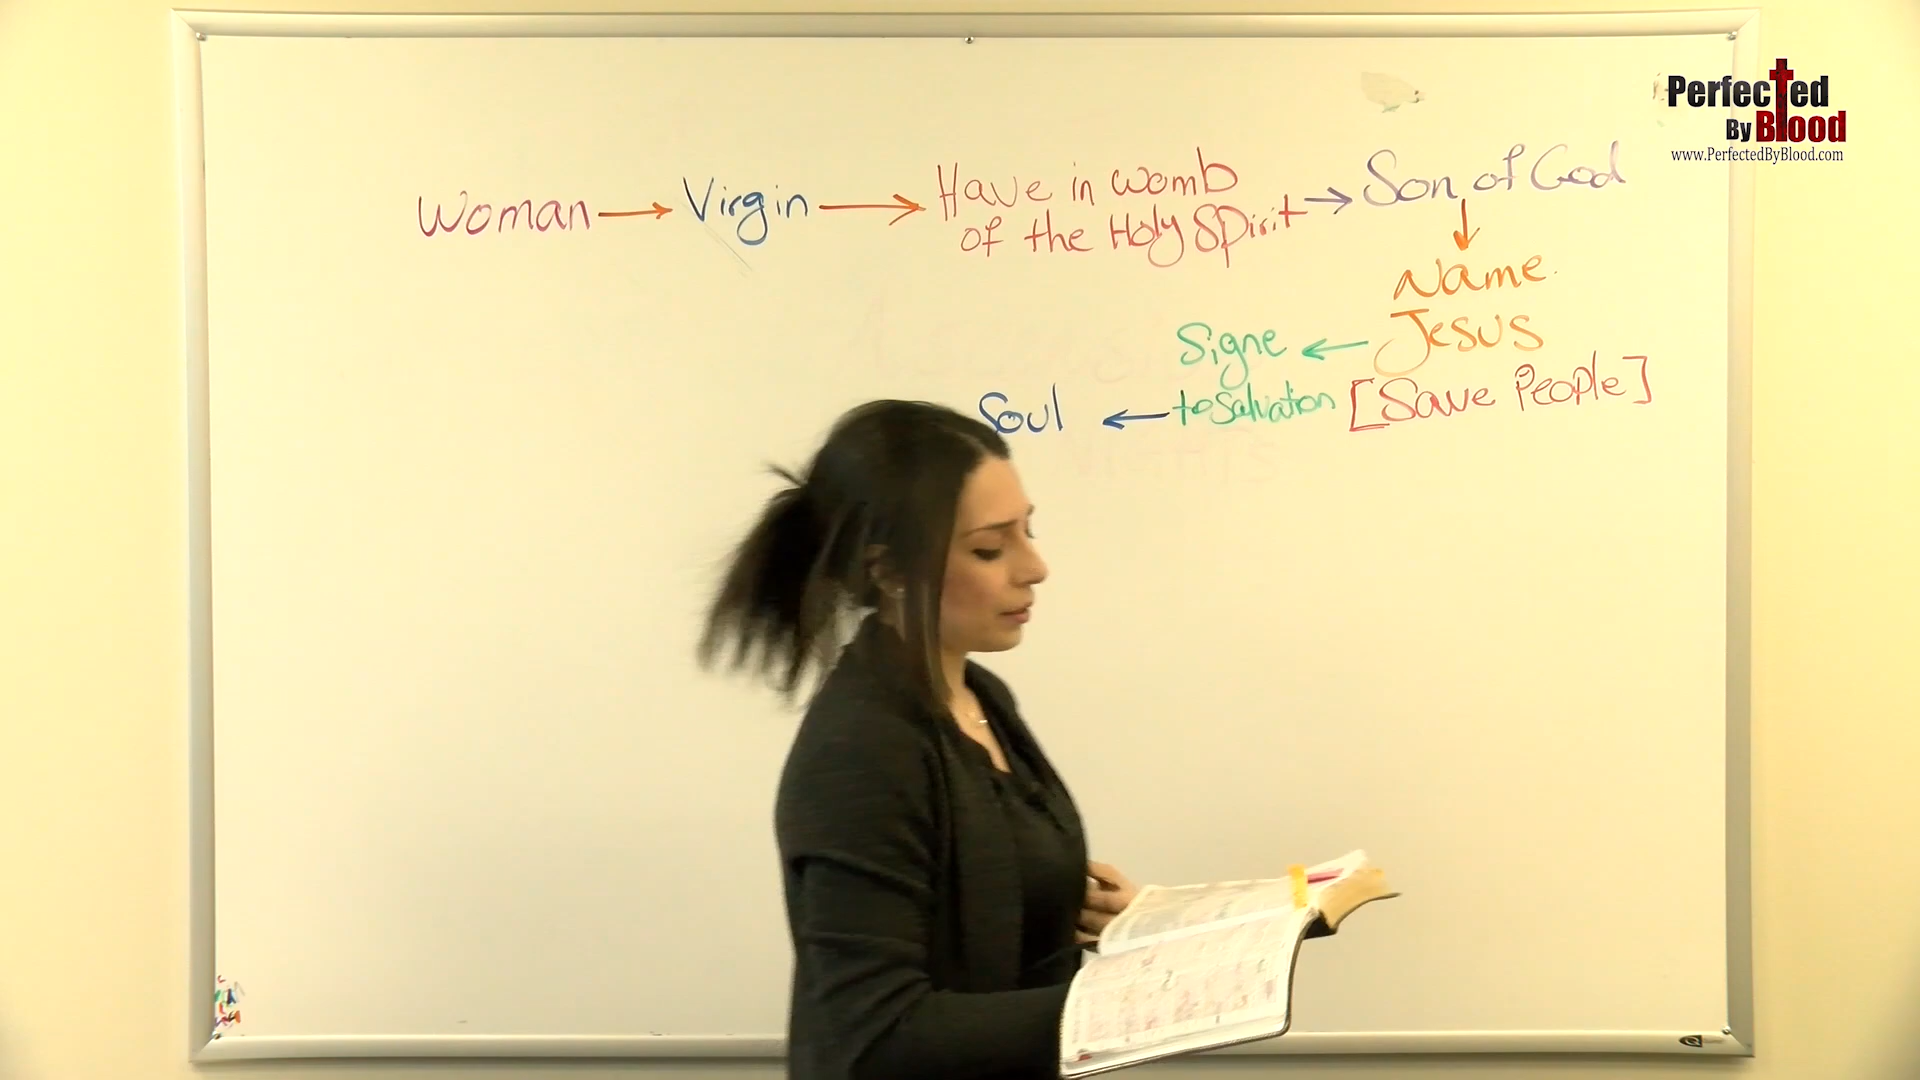 Perfected
By Blood
www.PerfectedByBlood.com
Woman → Virgin → Have in womb
of the Holy Spirit → Son of God
Name
Jesus
Signe ←
[Save People]
Soul ← to Salvation